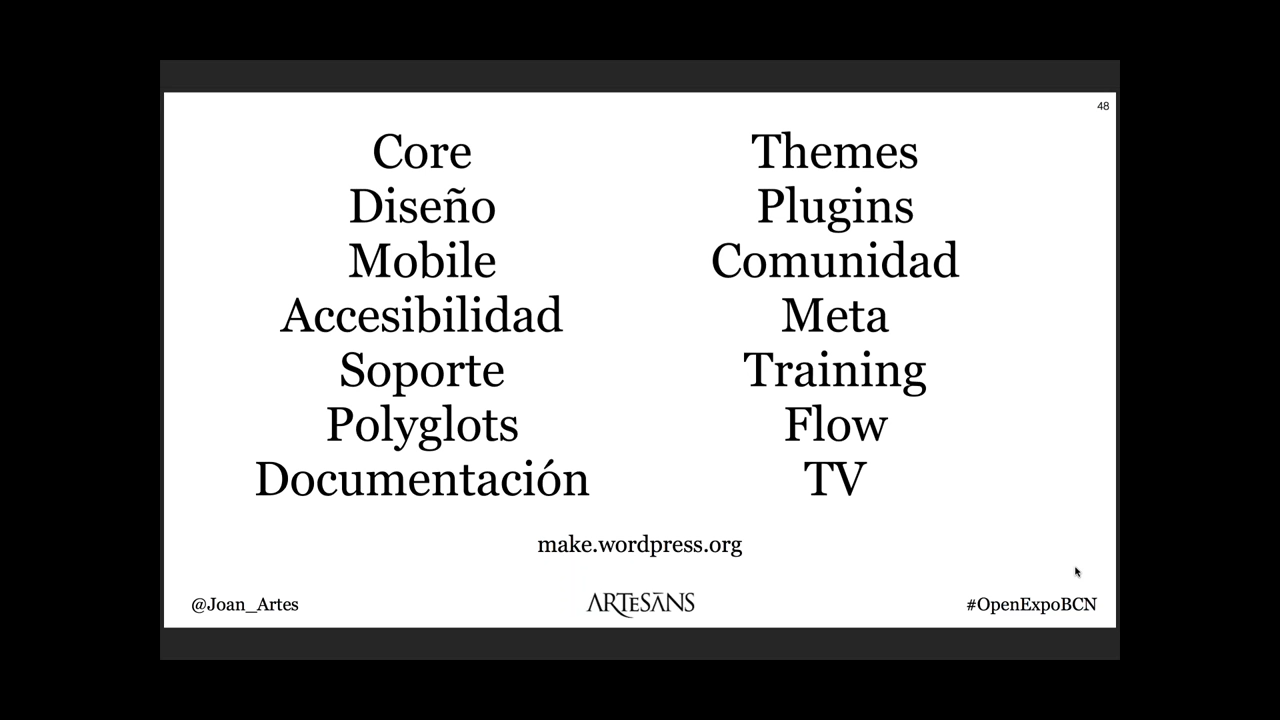 48
Core
Diseño
Mobile
Accesibilidad
Soporte
Polyglots
Documentación
Themes
Plugins
Comunidad
Meta
Training
Flow
TV
make.wordpress.org
@Joan_Artes
ARTESĀNS
#OpenExpoBCN